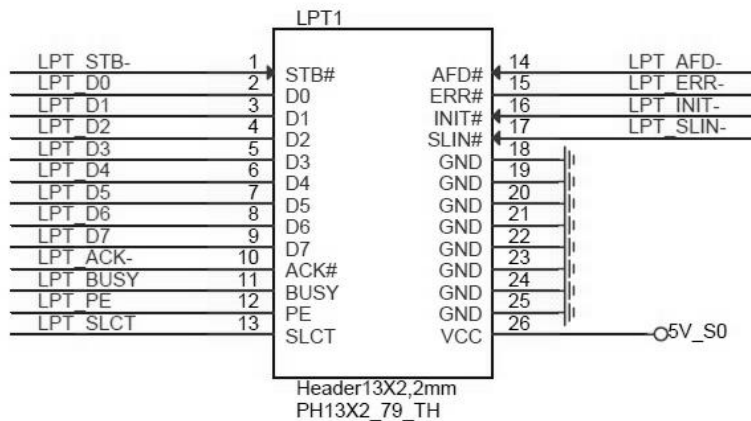 LPT1
LPT_STB- 1 STB# AFD# 14 LPT_AFD-
LPT_D0 2 D0 ERR# 15 LPT_ERR-
LPT_D1 3 D1 INIT# 16 LPT_INIT-
LPT_D2 4 D2 SLIN# 17 LPT_SLIN-
LPT_D3 5 D3 GND 18
LPT_D4 6 D4 GND 19
LPT_D5 7 D5 GND 20
LPT_D6 8 D6 GND 21
LPT_D7 9 D7 GND 22
LPT_ACK- 10 ACK# GND 23
LPT_BUSY 11 BUSY GND 24
LPT_PE 12 PE GND 25
LPT_SLCT 13 SLCT VCC 26 5V_S0
Header13X2,2mm
PH13X2_79_TH